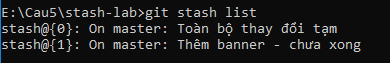 E:\Cau5\stash-lab>git stash list
stash@{0}: On master: Toàn bộ thay đổi tạm
stash@{1}: On master: Thêm banner - chưa xong